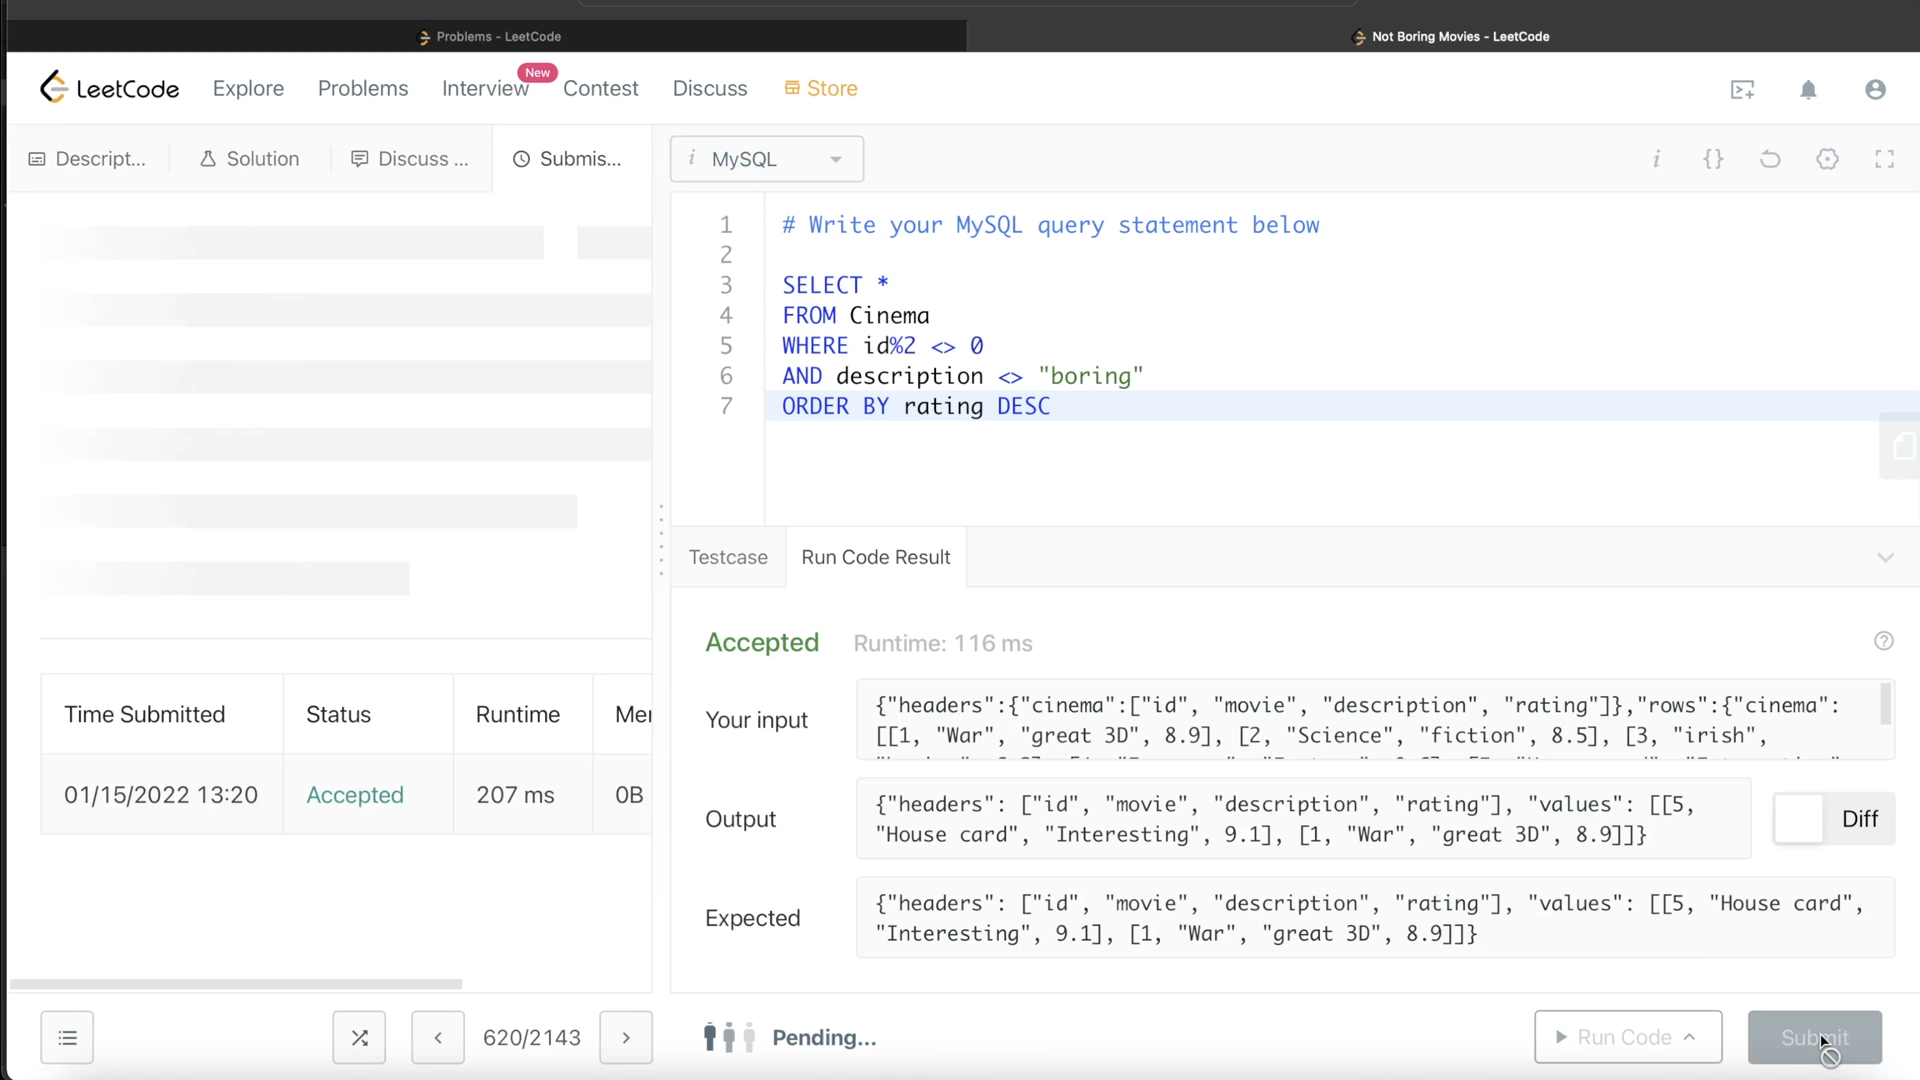 Problems - LeetCode
Not Boring Movies - LeetCode
LeetCode Explore Problems Interview New Contest Discuss Store
Descript... Solution Discuss ... Submis...
i MySQL
i {}
1 # Write your MySQL query statement below
2
3 SELECT *
4 FROM Cinema
5 WHERE id%2 <> 0
6 AND description <> "boring"
7 ORDER BY rating DESC
Testcase Run Code Result
Accepted Runtime: 116 ms
Your input
{"headers":{"cinema":["id", "movie", "description", "rating"]},"rows":{"cinema":
[[1, "War", "great 3D", 8.9], [2, "Science", "fiction", 8.5], [3, "irish",
Output
{"headers": ["id", "movie", "description", "rating"], "values": [[5,
"House card", "Interesting", 9.1], [1, "War", "great 3D", 8.9]]}
Diff
Expected
{"headers": ["id", "movie", "description", "rating"], "values": [[5, "House card",
"Interesting", 9.1], [1, "War", "great 3D", 8.9]]}
Time Submitted Status Runtime Mer
01/15/2022 13:20 Accepted 207 ms 0B
620/2143
Pending...
Run Code
Submit